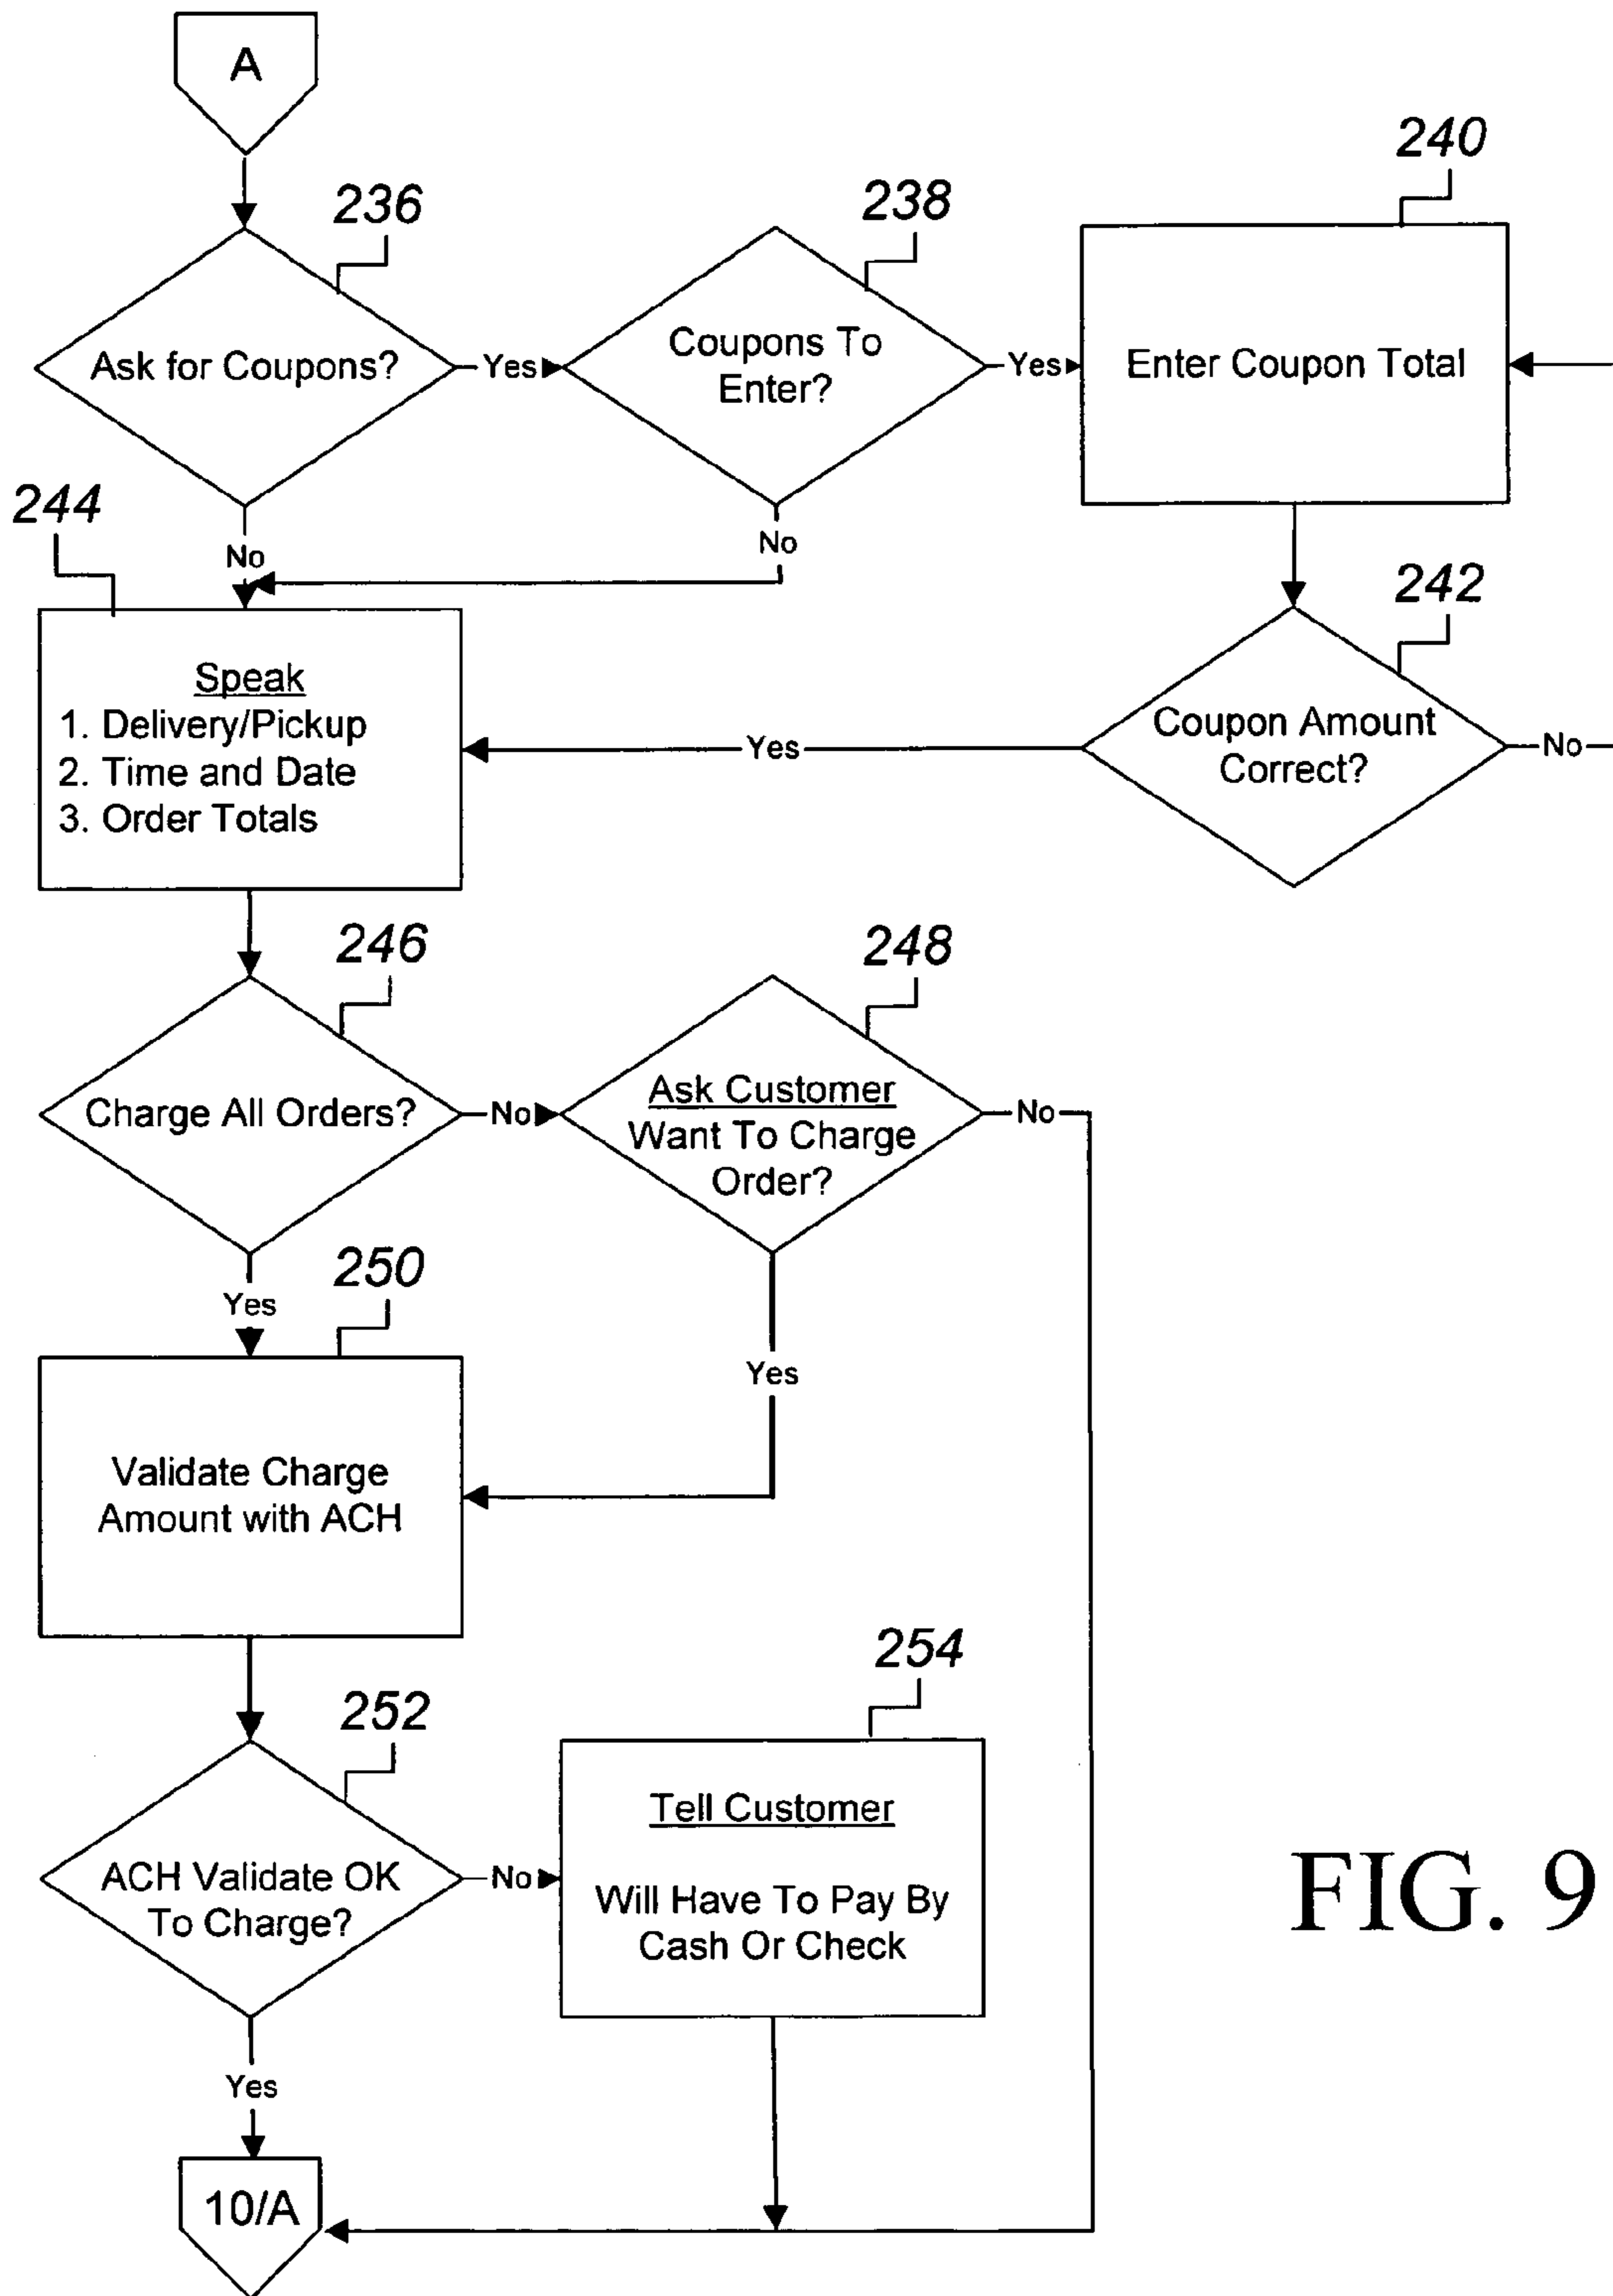 A
236
238
240
Ask for Coupons?
Yes
Coupons To
Enter?
Yes
Enter Coupon Total
244
No
No
242
Speak
1. Delivery/Pickup
2. Time and Date
3. Order Totals
Yes
Coupon Amount
Correct?
No
246
248
Charge All Orders?
No
Ask Customer
Want To Charge
Order?
No
Yes
250
Yes
Validate Charge
Amount with ACH
252
254
ACH Validate OK
To Charge?
No
Tell Customer
Will Have To Pay By
Cash Or Check
Yes
10/A
FIG. 9